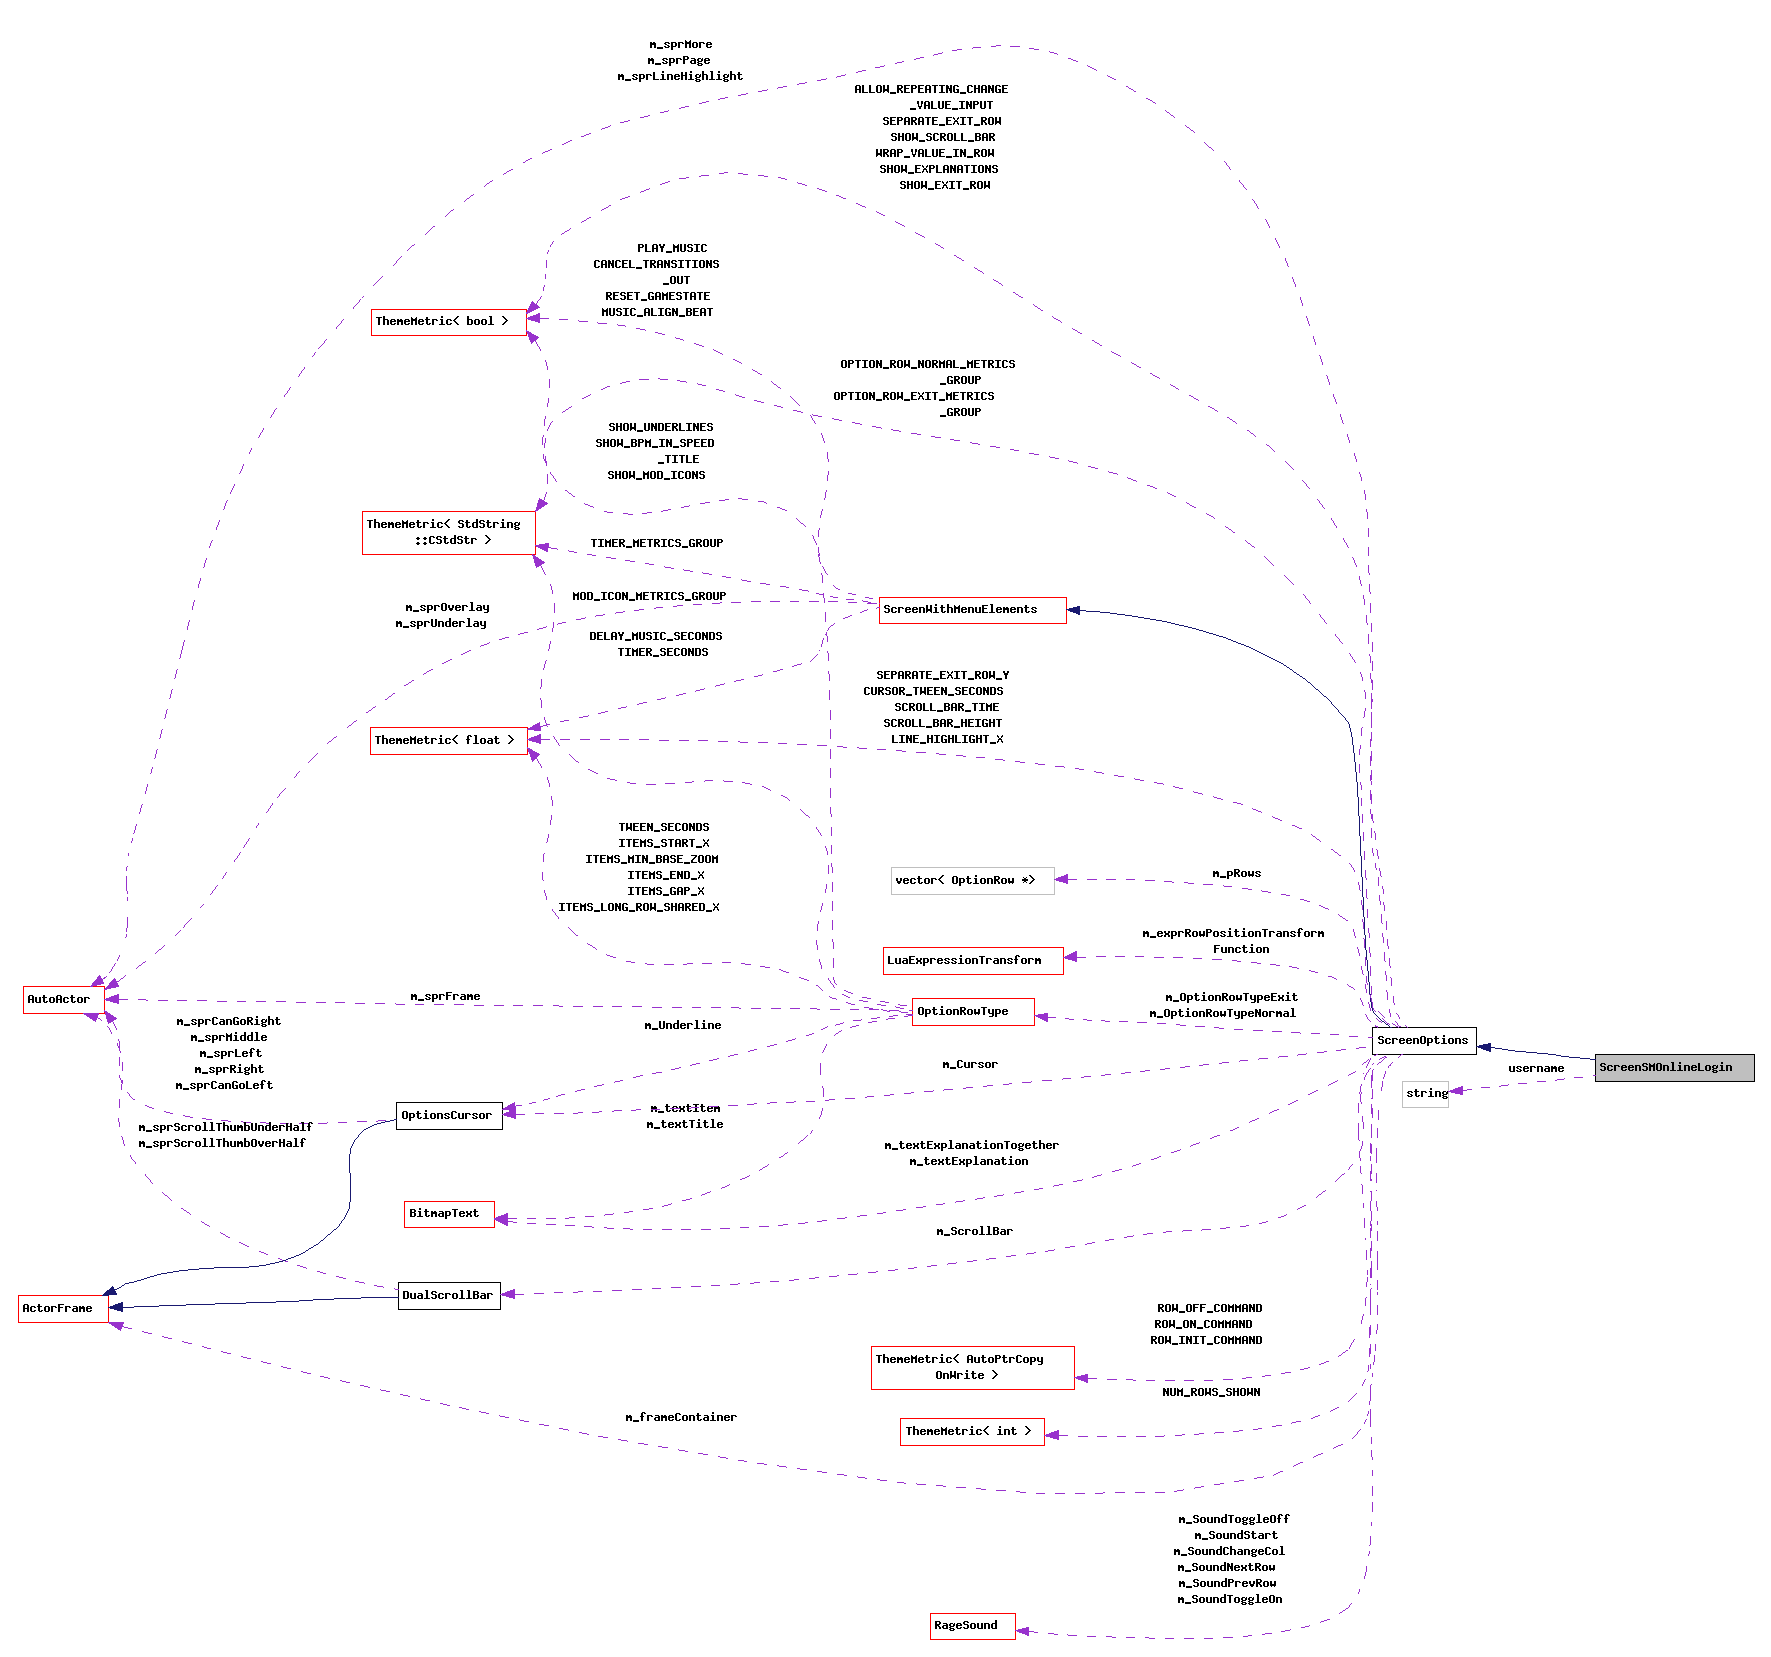 m_sprMore
m_sprPage
m_sprLineHighlight
ALLOW_REPEATING_CHANGE
_VALUE_INPUT
SEPARATE_EXIT_ROW
SHOW_SCROLL_BAR
WRAP_VALUE_IN_ROW
SHOW_EXPLANATIONS
SHOW_EXIT_ROW
PLAY_MUSIC
CANCEL_TRANSITIONS
_OUT
RESET_GAMESTATE
MUSIC_ALIGN_BEAT
ThemeMetric< bool >
OPTION_ROW_NORMAL_METRICS
_GROUP
OPTION_ROW_EXIT_METRICS
_GROUP
SHOW_UNDERLINES
SHOW_BPM_IN_SPEED
_TITLE
SHOW_MOD_ICONS
ThemeMetric< StdString
::CStdStr >
TIMER_METRICS_GROUP
MOD_ICON_METRICS_GROUP
m_sprOverlay
m_sprUnderlay
ScreenWithMenuElements
DELAY_MUSIC_SECONDS
TIMER_SECONDS
SEPARATE_EXIT_ROW_Y
CURSOR_TWEEN_SECONDS
SCROLL_BAR_TIME
SCROLL_BAR_HEIGHT
LINE_HIGHLIGHT_X
ThemeMetric< float >
TWEEN_SECONDS
ITEMS_START_X
ITEMS_MIN_BASE_ZOOM
ITEMS_END_X
ITEMS_GAP_X
ITEMS_LONG_ROW_SHARED_X
vector< OptionRow *>
m_pRows
m_exprRowPositionTransform
Function
LuaExpressionTransform
AutoActor
m_sprFrame
OptionRowType
m_OptionRowTypeExit
m_OptionRowTypeNormal
m_sprCanGoRight
m_sprMiddle
m_sprLeft
m_sprRight
m_sprCanGoLeft
m_Underline
ScreenOptions
ScreenSMOnlineLogin
username
string
m_Cursor
OptionsCursor
m_textItem
m_textTitle
m_sprScrollThumbUnderHalf
m_sprScrollThumbOverHalf
m_textExplanationTogether
m_textExplanation
BitmapText
m_ScrollBar
DualScrollBar
ActorFrame
ROW_OFF_COMMAND
ROW_ON_COMMAND
ROW_INIT_COMMAND
ThemeMetric< AutoPtrCopy
OnWrite >
NUM_ROWS_SHOWN
m_frameContainer
ThemeMetric< int >
m_SoundToggleOff
m_SoundStart
m_SoundChangeCol
m_SoundNextRow
m_SoundPrevRow
m_SoundToggleOn
RageSound